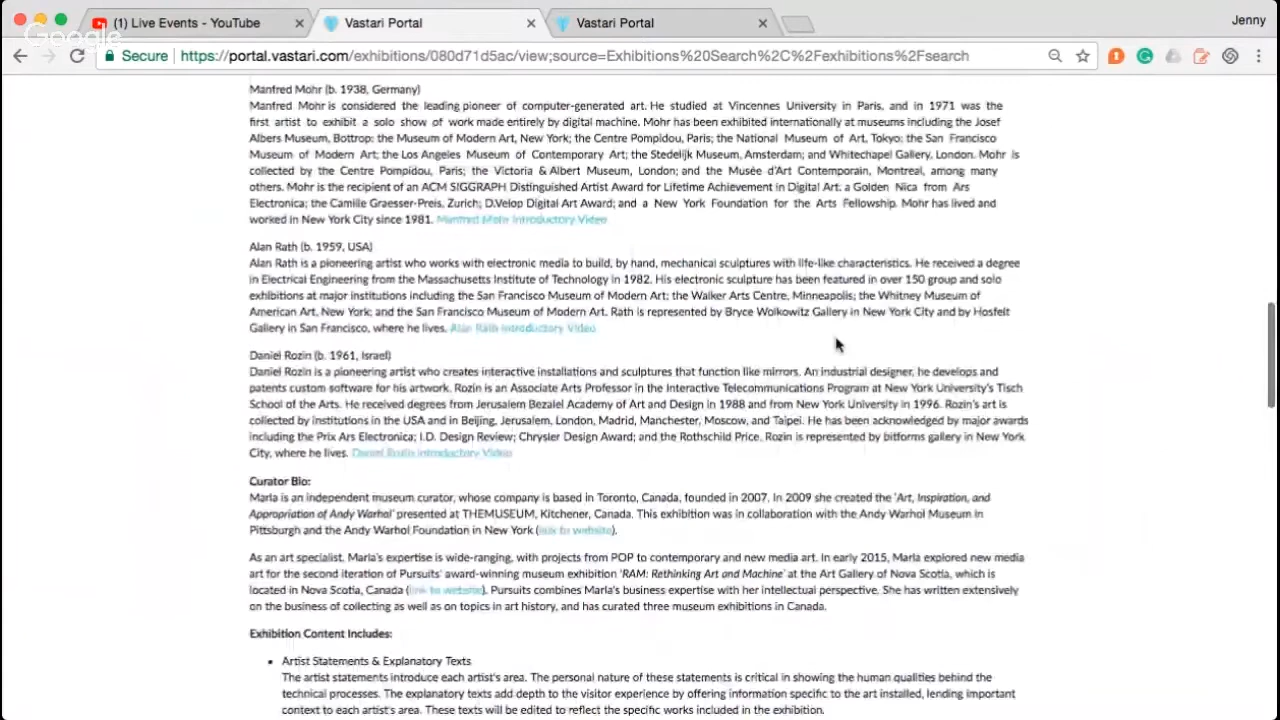 (1) Live Events - YouTube
Vastari Portal
Vastari Portal
Jenny
Google
Secure
https://portal.vastari.com/exhibitions/080d71d5ac/view;source=Exhibitions%20Search%2C%2Fexhibitions%2Fsearch
Manfred Mohr (b. 1938, Germany)
Manfred Mohr is considered the leading pioneer of computer-generated art. He studied at Vincennes University in Paris, and in 1971 was the
first artist to exhibit a solo show of work made entirely by digital machine. Mohr has been exhibited internationally at museums including the Josef
Albers Museum, Bottrop; the Museum of Modern Art, New York; the Centre Pompidou, Paris; the National Museum of Art, Tokyo; the San Francisco
Museum of Modern Art; the Los Angeles Museum of Contemporary Art; the Stedelijk Museum, Amsterdam; and Whitechapel Gallery, London. Mohr is
collected by the Centre Pompidou, Paris; the Victoria & Albert Museum, London; and the Musée d'Art Contemporain, Montreal, among many
others. Mohr is the recipient of an ACM SIGGRAPH Distinguished Artist Award for Lifetime Achievement in Digital Art; a Golden Nica from Ars
Electronica; the Camille Graesser-Preis, Zurich; D.Velop Digital Art Award; and a New York Foundation for the Arts Fellowship. Mohr has lived and
worked in New York City since 1981. Manfred Mohr Introductory Video
Alan Rath (b. 1959, USA)
Alan Rath is a pioneering artist who works with electronic media to build, by hand, mechanical sculptures with life-like characteristics. He received a degree
in Electrical Engineering from the Massachusetts Institute of Technology in 1982. His electronic sculpture has been featured in over 150 group and solo
exhibitions at major institutions including the San Francisco Museum of Modern Art; the Walker Arts Centre, Minneapolis; the Whitney Museum of
American Art, New York; and the San Francisco Museum of Modern Art. Rath is represented by Bryce Wolkowitz Gallery in New York City and by Hosfelt
Gallery in San Francisco, where he lives. Alan Rath Introductory Video
Daniel Rozin (b. 1961, Israel)
Daniel Rozin is a pioneering artist who creates interactive installations and sculptures that function like mirrors. An industrial designer, he develops and
patents custom software for his artwork. Rozin is an Associate Arts Professor in the Interactive Telecommunications Program at New York University's Tisch
School of the Arts. He received degrees from Jerusalem Bezalel Academy of Art and Design in 1988 and from New York University in 1996. Rozin's art is
collected by institutions in the USA and in Beijing, Jerusalem, London, Madrid, Manchester, Moscow, and Taipei. He has been acknowledged by major awards
including the Prix Ars Electronica; I.D. Design Review; Chrysler Design Award; and the Rothschild Price. Rozin is represented by bitforms gallery in New York
City, where he lives. Daniel Rozin Introductory Video
Curator Bio:
Marla is an independent museum curator, whose company is based in Toronto, Canada, founded in 2007. In 2009 she created the 'Art, Inspiration, and
Appropriation of Andy Warhol' presented at THEMUSEUM, Kitchener, Canada. This exhibition was in collaboration with the Andy Warhol Museum in
Pittsburgh and the Andy Warhol Foundation in New York (link to website).
As an art specialist, Marla's expertise is wide-ranging, with projects from POP to contemporary and new media art. In early 2015, Marla explored new media
art for the second iteration of Pursuits' award-winning museum exhibition 'RAM: Rethinking Art and Machine' at the Art Gallery of Nova Scotia, which is
located in Nova Scotia, Canada (link to website). Pursuits combines Marla's business expertise with her intellectual perspective. She has written extensively
on the business of collecting as well as on topics in art history, and has curated three museum exhibitions in Canada.
Exhibition Content Includes:
• Artist Statements & Explanatory Texts
The artist statements introduce each artist's area. The personal nature of these statements is critical in showing the human qualities behind the
technical processes. The explanatory texts add depth to the visitor experience by offering information specific to the art installed, lending important
context to each artist's area. These texts will be edited to reflect the specific works included in the exhibition.